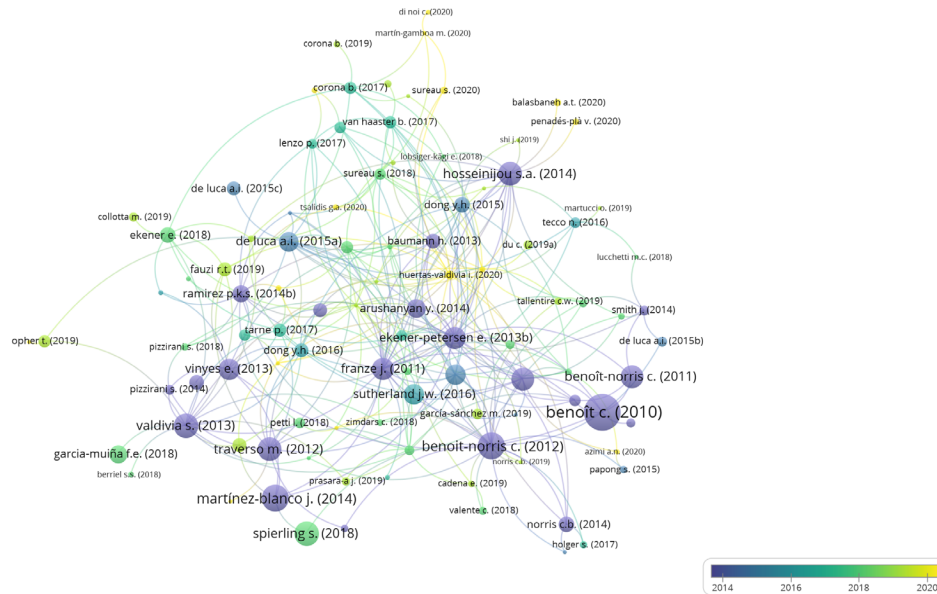 di noi c. (2020)
martín-gamboa m. (2020)
corona b. (2019)
corona b. (2017)
sureau s. (2020)
balasbaneh a.t. (2020)
van haaster b. (2017)
penadés-plà v. (2020)
lenzo p. (2017)
shi j. (2019)
lobsiger-kägi e. (2018)
sureau s. (2018)
hosseinijou s.a. (2014)
de luca a.i. (2015c)
tsalidis g.a. (2020)
dong y.h. (2015)
martucci o. (2019)
collotta m. (2019)
tecco n. (2016)
ekener e. (2018)
de luca a.i. (2015a)
baumann h. (2013)
du c. (2019a)
lucchetti m.c. (2018)
fauzi r.t. (2019)
huertas-valdivia i. (2020)
ramirez p.k.s. (2014b)
arushanyan y. (2014)
tallentire c.w. (2019)
smith j. (2014)
tarne p. (2017)
ekener-petersen e. (2013b)
opher t. (2019)
pizzirani s. (2018)
dong y.h. (2016)
de luca a.i. (2015b)
vinyes e. (2013)
franze j. (2011)
benoît-norris c. (2011)
pizzirani s. (2014)
sutherland j.w. (2016)
benoît c. (2010)
garcía-sánchez m. (2019)
valdivia s. (2013)
petti l. (2018)
zimdars c. (2018)
traverso m. (2012)
benoit-norris c. (2012)
garcia-muiña f.e. (2018)
azimi a.n. (2020)
norris c.b. (2019)
papong s. (2015)
berriel s.s. (2018)
prasara-a j. (2019)
cadena e. (2019)
martínez-blanco j. (2014)
valente c. (2018)
norris c.b. (2014)
spierling s. (2018)
holger s. (2017)
2014 2016 2018 2020